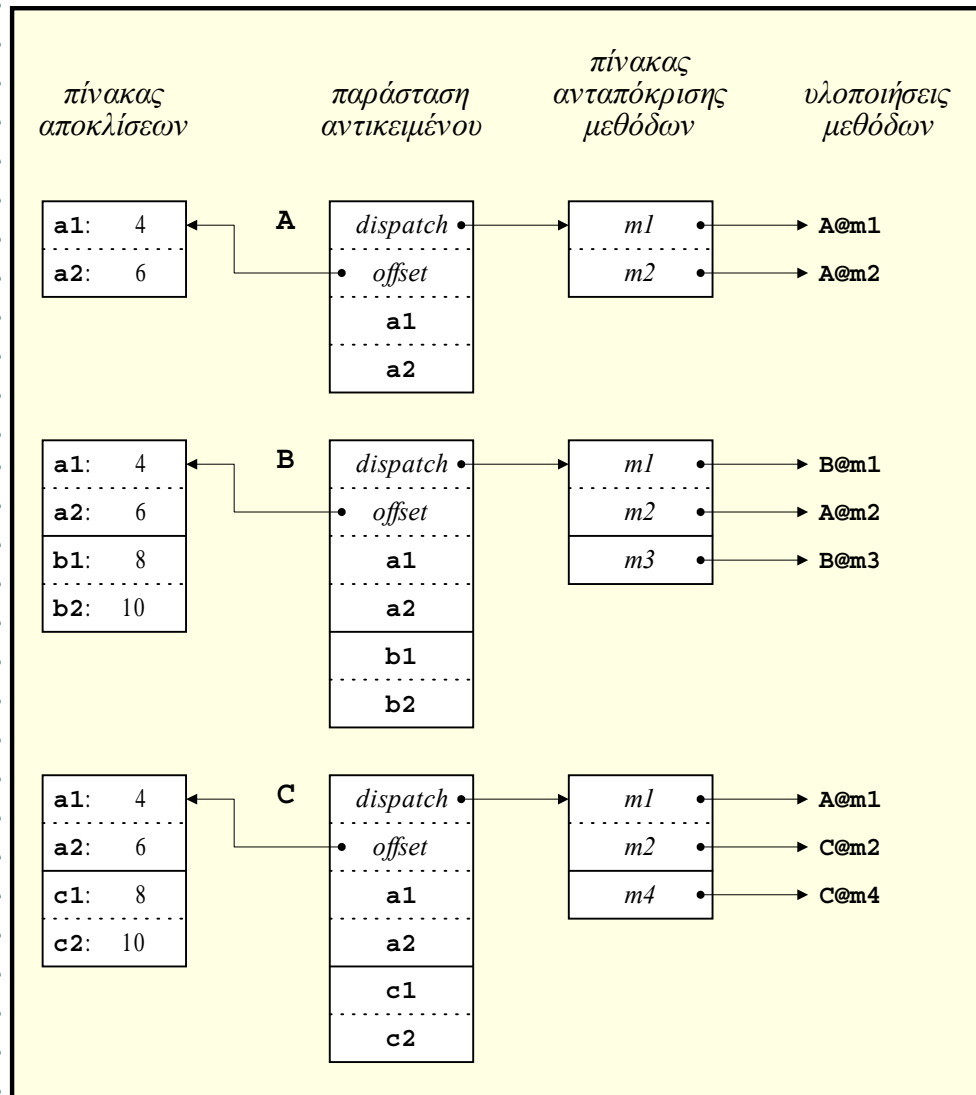 πίνακας
αποκλίσεων
παράσταση
αντικειμένου
πίνακας
ανταπόκρισης
μεθόδων
υλοποιήσεις
μεθόδων
a1: 4
a2: 6
A
dispatch
offset
a1
a2
m1
m2
A@m1
A@m2
a1: 4
a2: 6
b1: 8
b2: 10
B
dispatch
offset
a1
a2
b1
b2
m1
m2
m3
B@m1
A@m2
B@m3
a1: 4
a2: 6
c1: 8
c2: 10
C
dispatch
offset
a1
a2
c1
c2
m1
m2
m4
A@m1
C@m2
C@m4